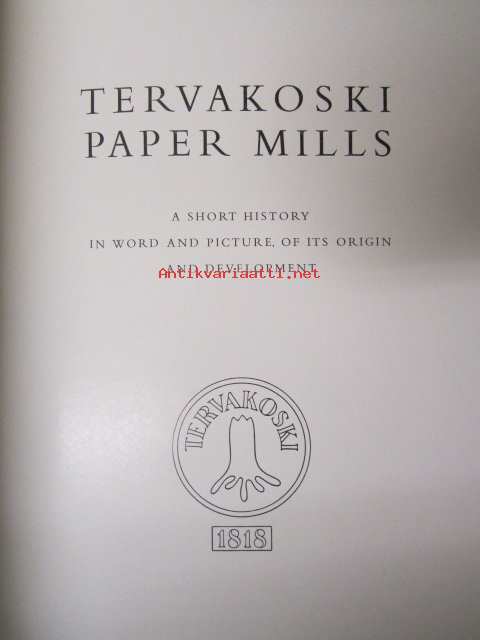 TERVAKOSKI
PAPER MILLS
A SHORT HISTORY
IN WORD AND PICTURE, OF ITS ORIGIN
AND DEVELOPMENT
Antikvariaatti.net
TERVAKOSKI
1818